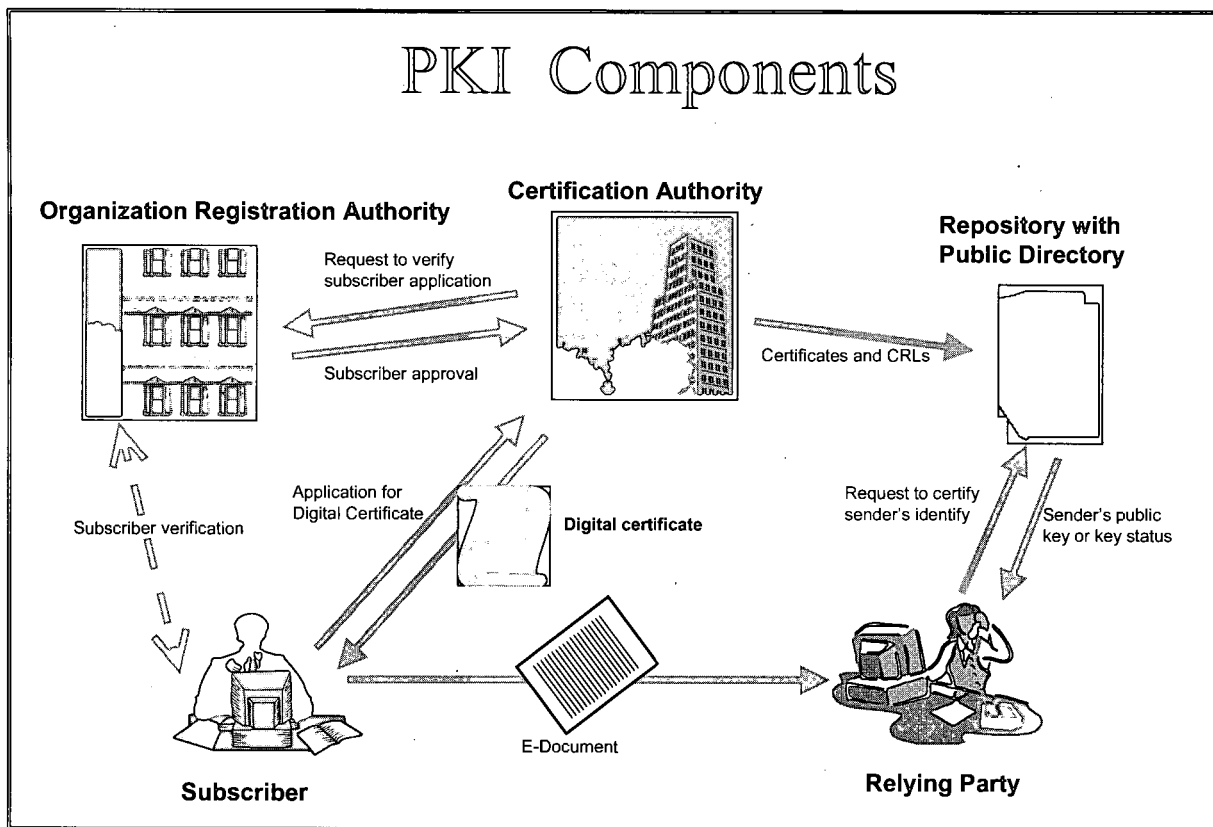 PKI Components
Certification Authority
Organization Registration Authority
Repository with
Public Directory
Request to verify
subscriber application
Subscriber approval
Certificates and CRLs
Application for
Digital Certificate
Digital certificate
Subscriber verification
Request to certify
sender's identify
Sender's public
key or key status
E-Document
Subscriber
Relying Party